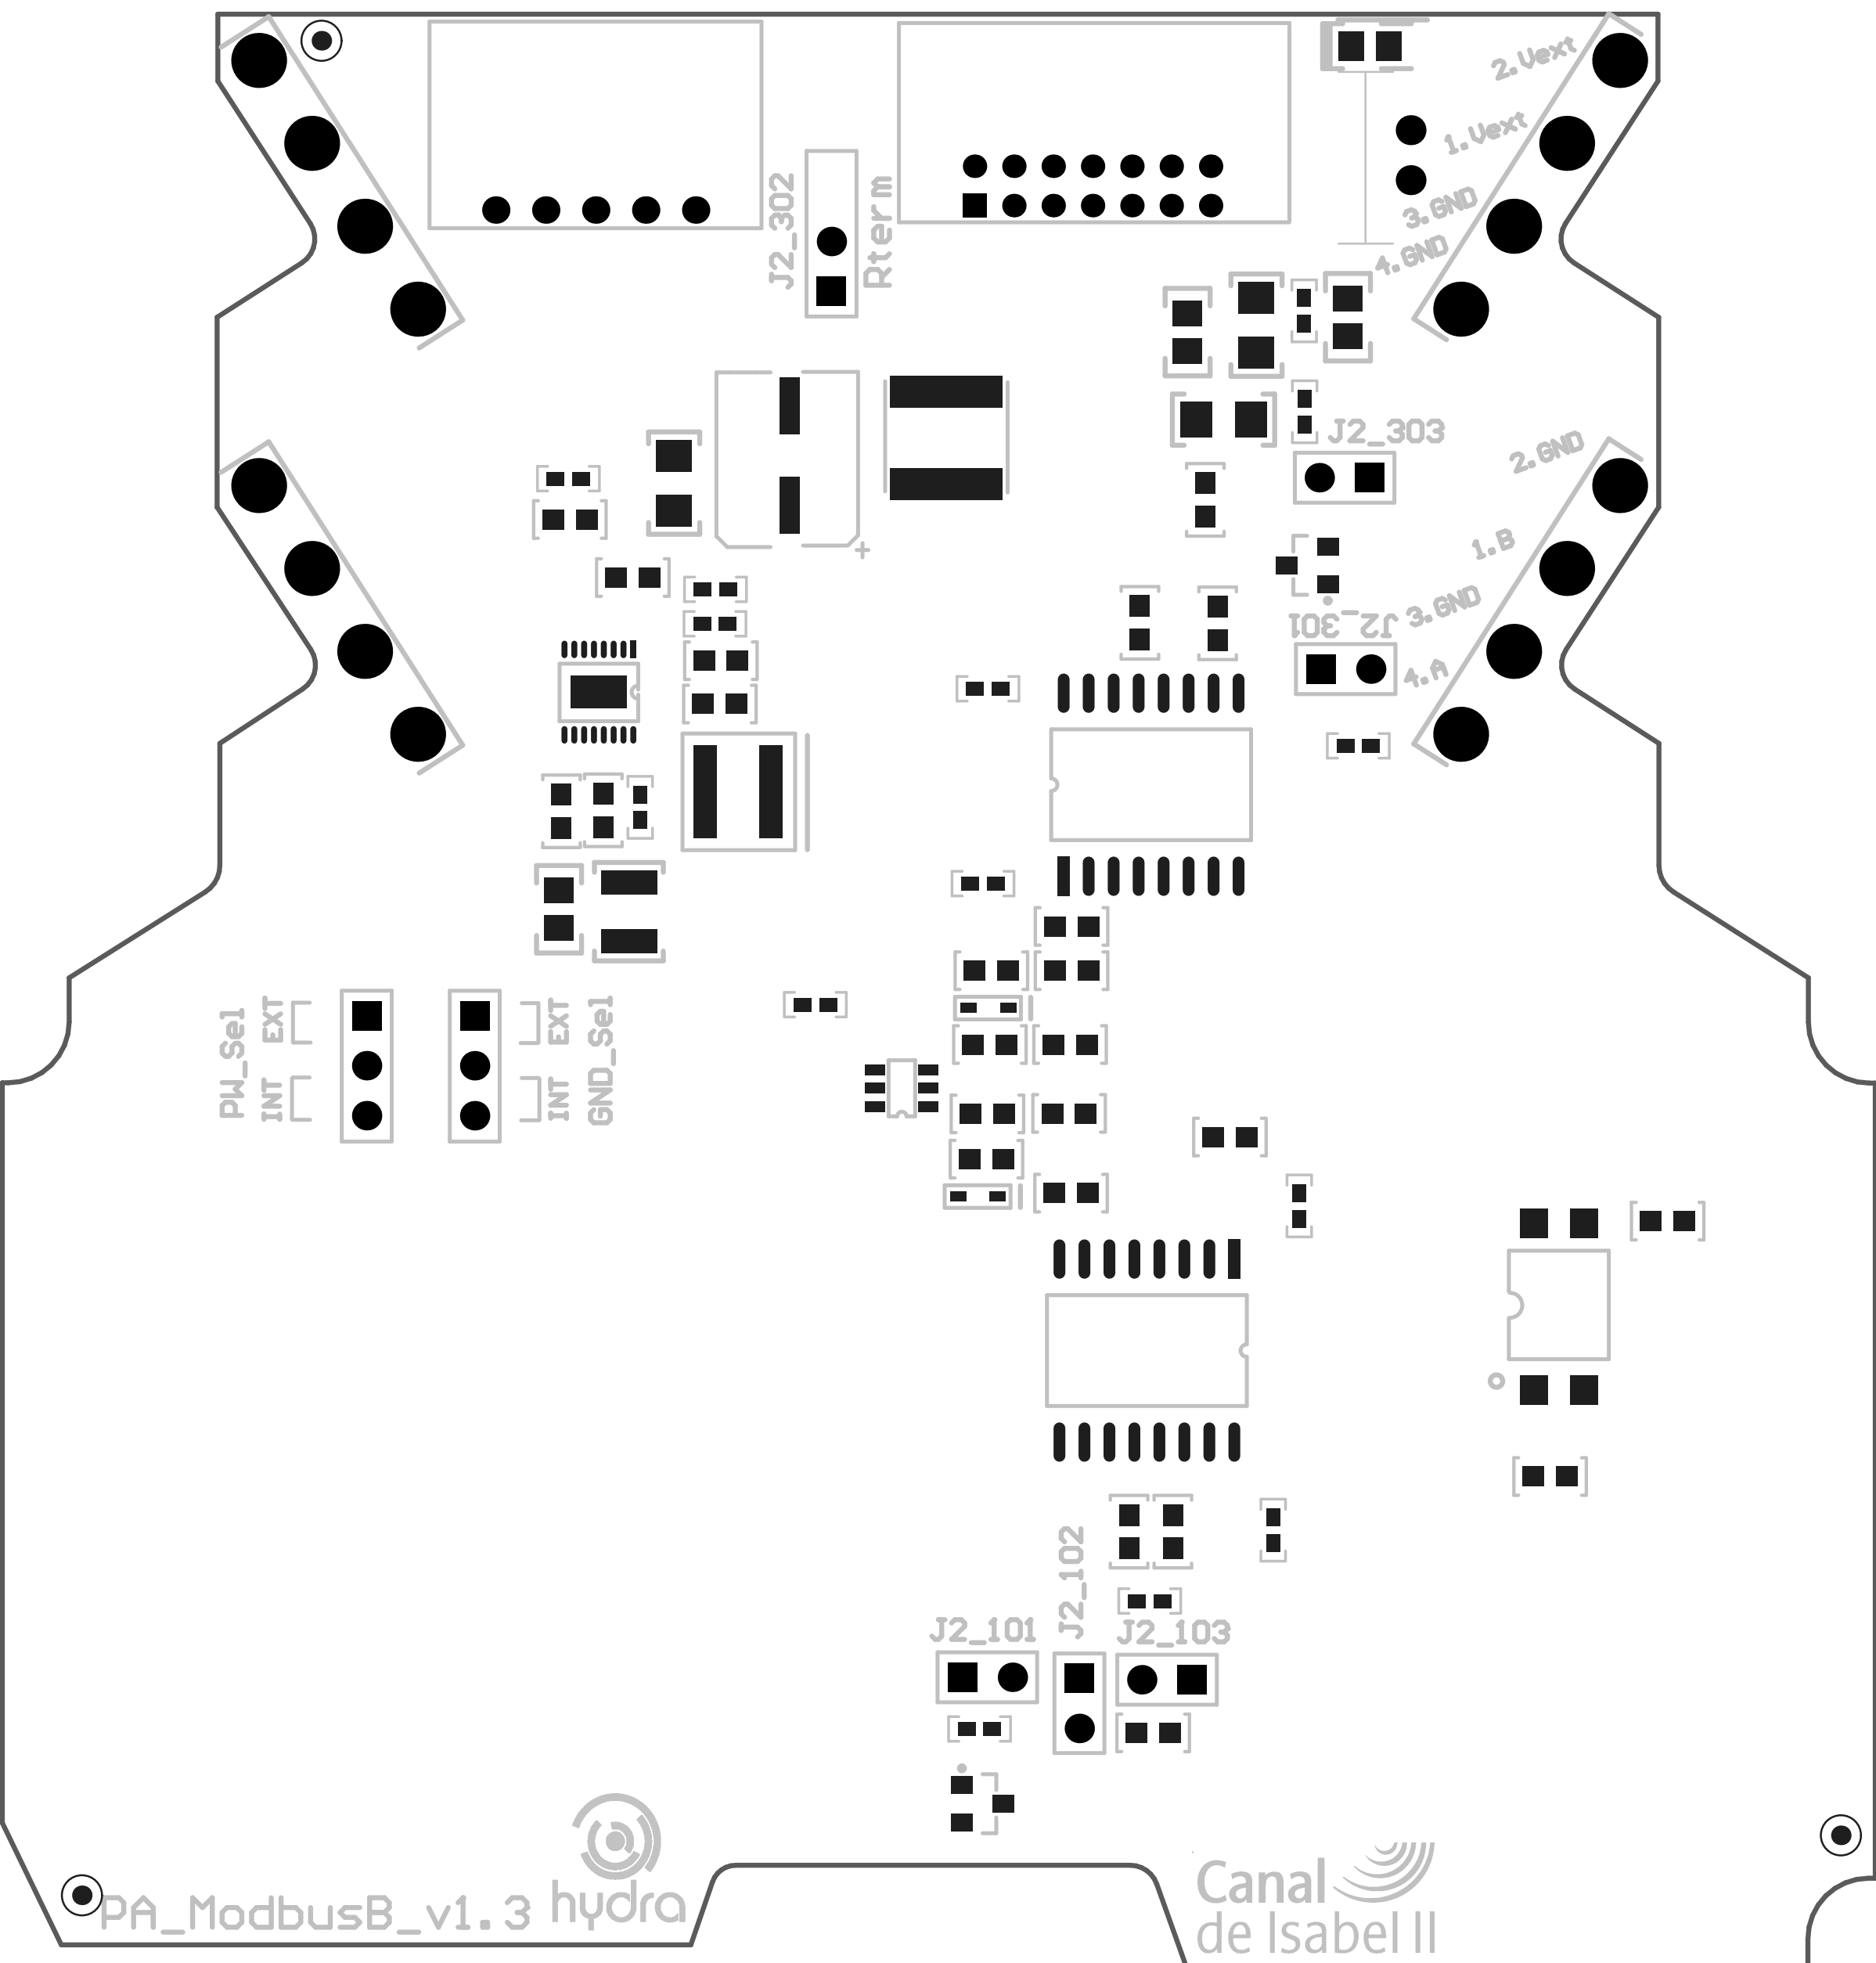 2.Vext
1.Vext
3.GND
4.GND
J2_302
Rterm
J2_303
2.GND
1.B
3.GND
4.A
J2_301
PW_Sel
EXT
INT
EXT
INT
GND_Sel
J2_102
J2_101
J2_103
PA_ModbusB_v1.3
hydra
Canal
de Isabel II